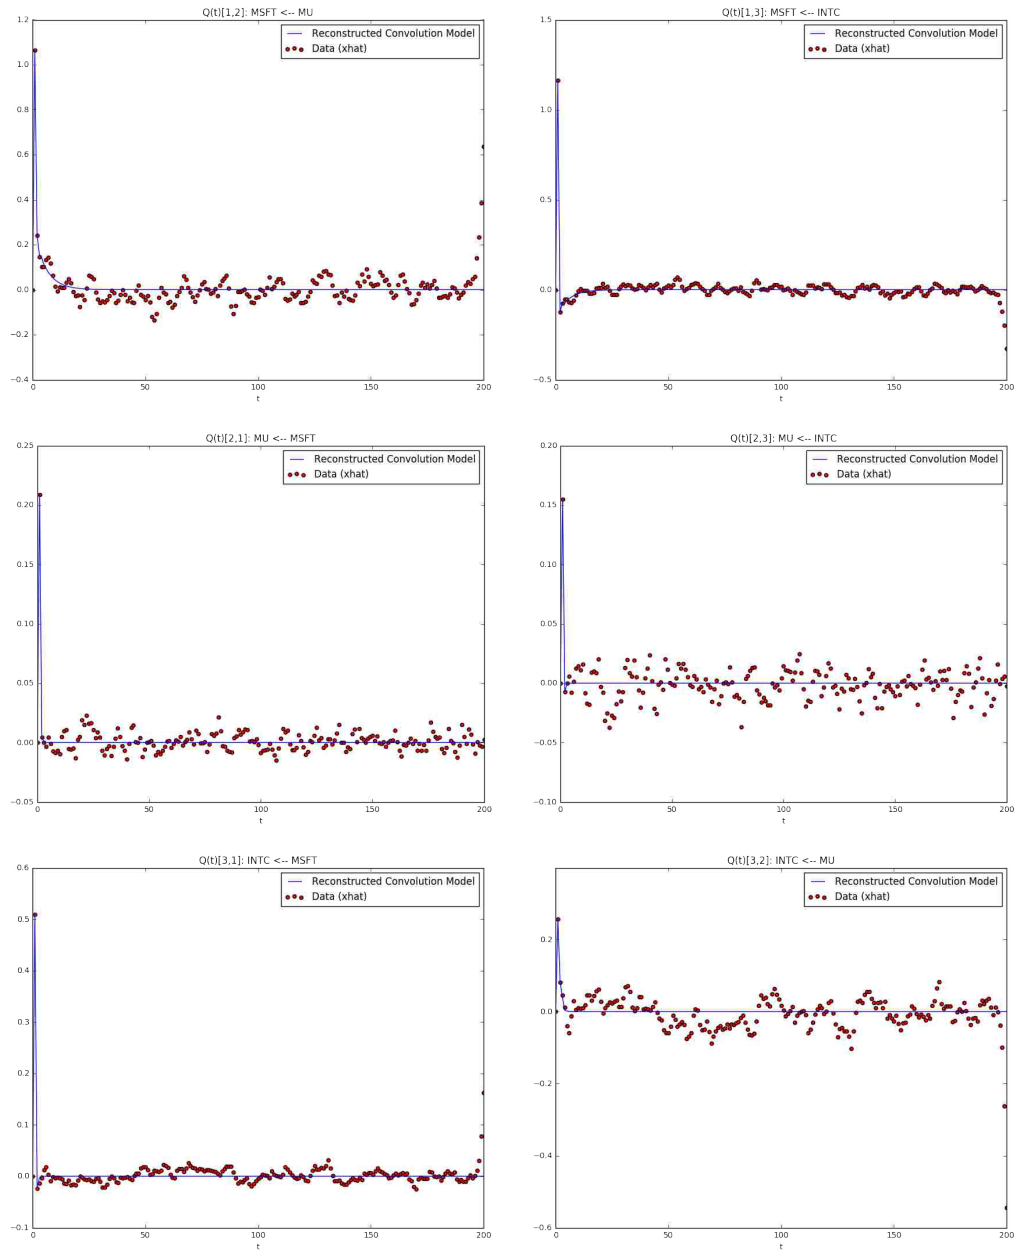 Q(t)[1,2]: MSFT <-- MU
1.2
1.0
0.8
0.6
0.4
0.2
0.0
−0.2
−0.4
0
50
100
150
200
t
Reconstructed Convolution Model
Data (xhat)
Q(t)[1,3]: MSFT <-- INTC
1.5
1.0
0.5
0.0
−0.5
0
50
100
150
200
t
Reconstructed Convolution Model
Data (xhat)
Q(t)[2,1]: MU <-- MSFT
0.25
0.20
0.15
0.10
0.05
0.00
−0.05
0
50
100
150
200
t
Reconstructed Convolution Model
Data (xhat)
Q(t)[2,3]: MU <-- INTC
0.20
0.15
0.10
0.05
0.00
−0.05
−0.10
0
50
100
150
200
t
Reconstructed Convolution Model
Data (xhat)
Q(t)[3,1]: INTC <-- MSFT
0.6
0.5
0.4
0.3
0.2
0.1
0.0
−0.1
0
50
100
150
200
t
Reconstructed Convolution Model
Data (xhat)
Q(t)[3,2]: INTC <-- MU
0.2
0.0
−0.2
−0.4
−0.6
0
50
100
150
200
t
Reconstructed Convolution Model
Data (xhat)